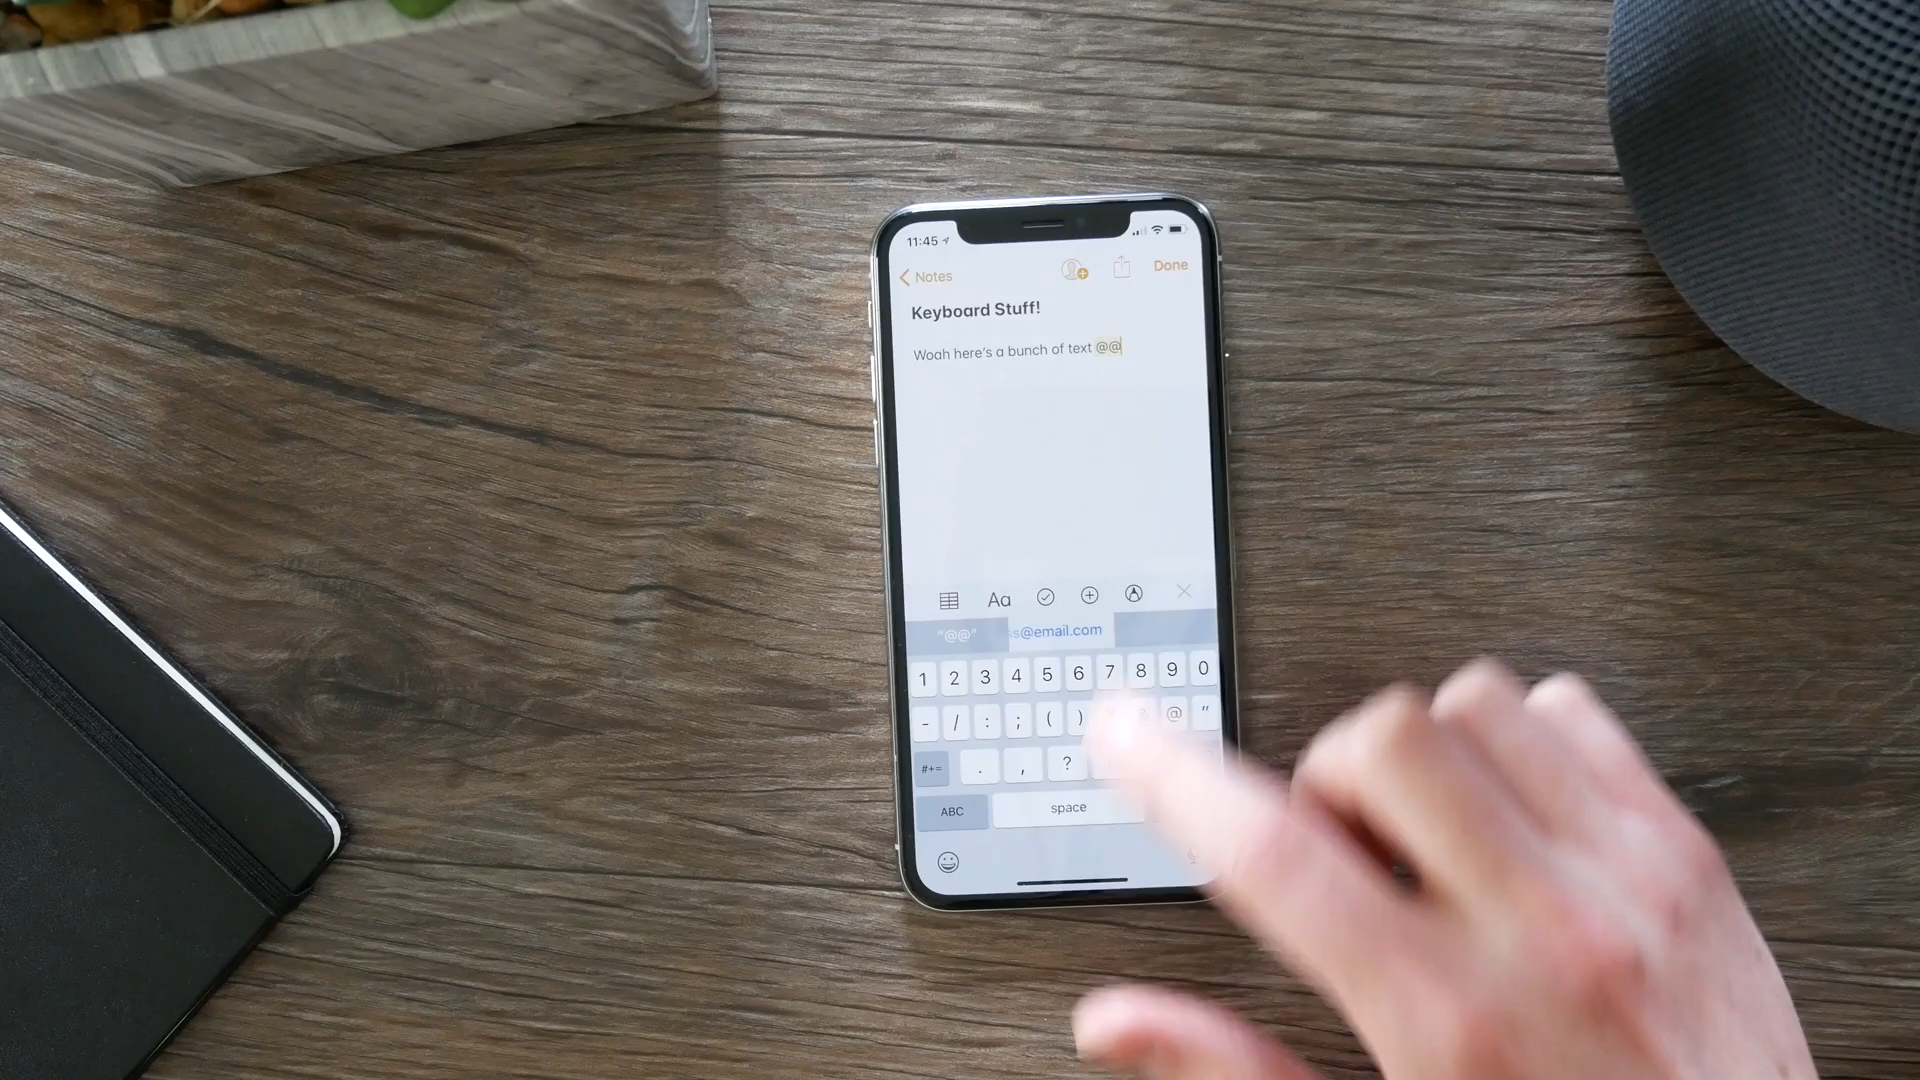 11:45
Notes
Done
Keyboard Stuff!
Woah here's a bunch of text @@
Aa
"@@"
s@email.com
1 2 3 4 5 6 7 8 9 0
- / : ; ( ) @ "
#+= . , ?
ABC space